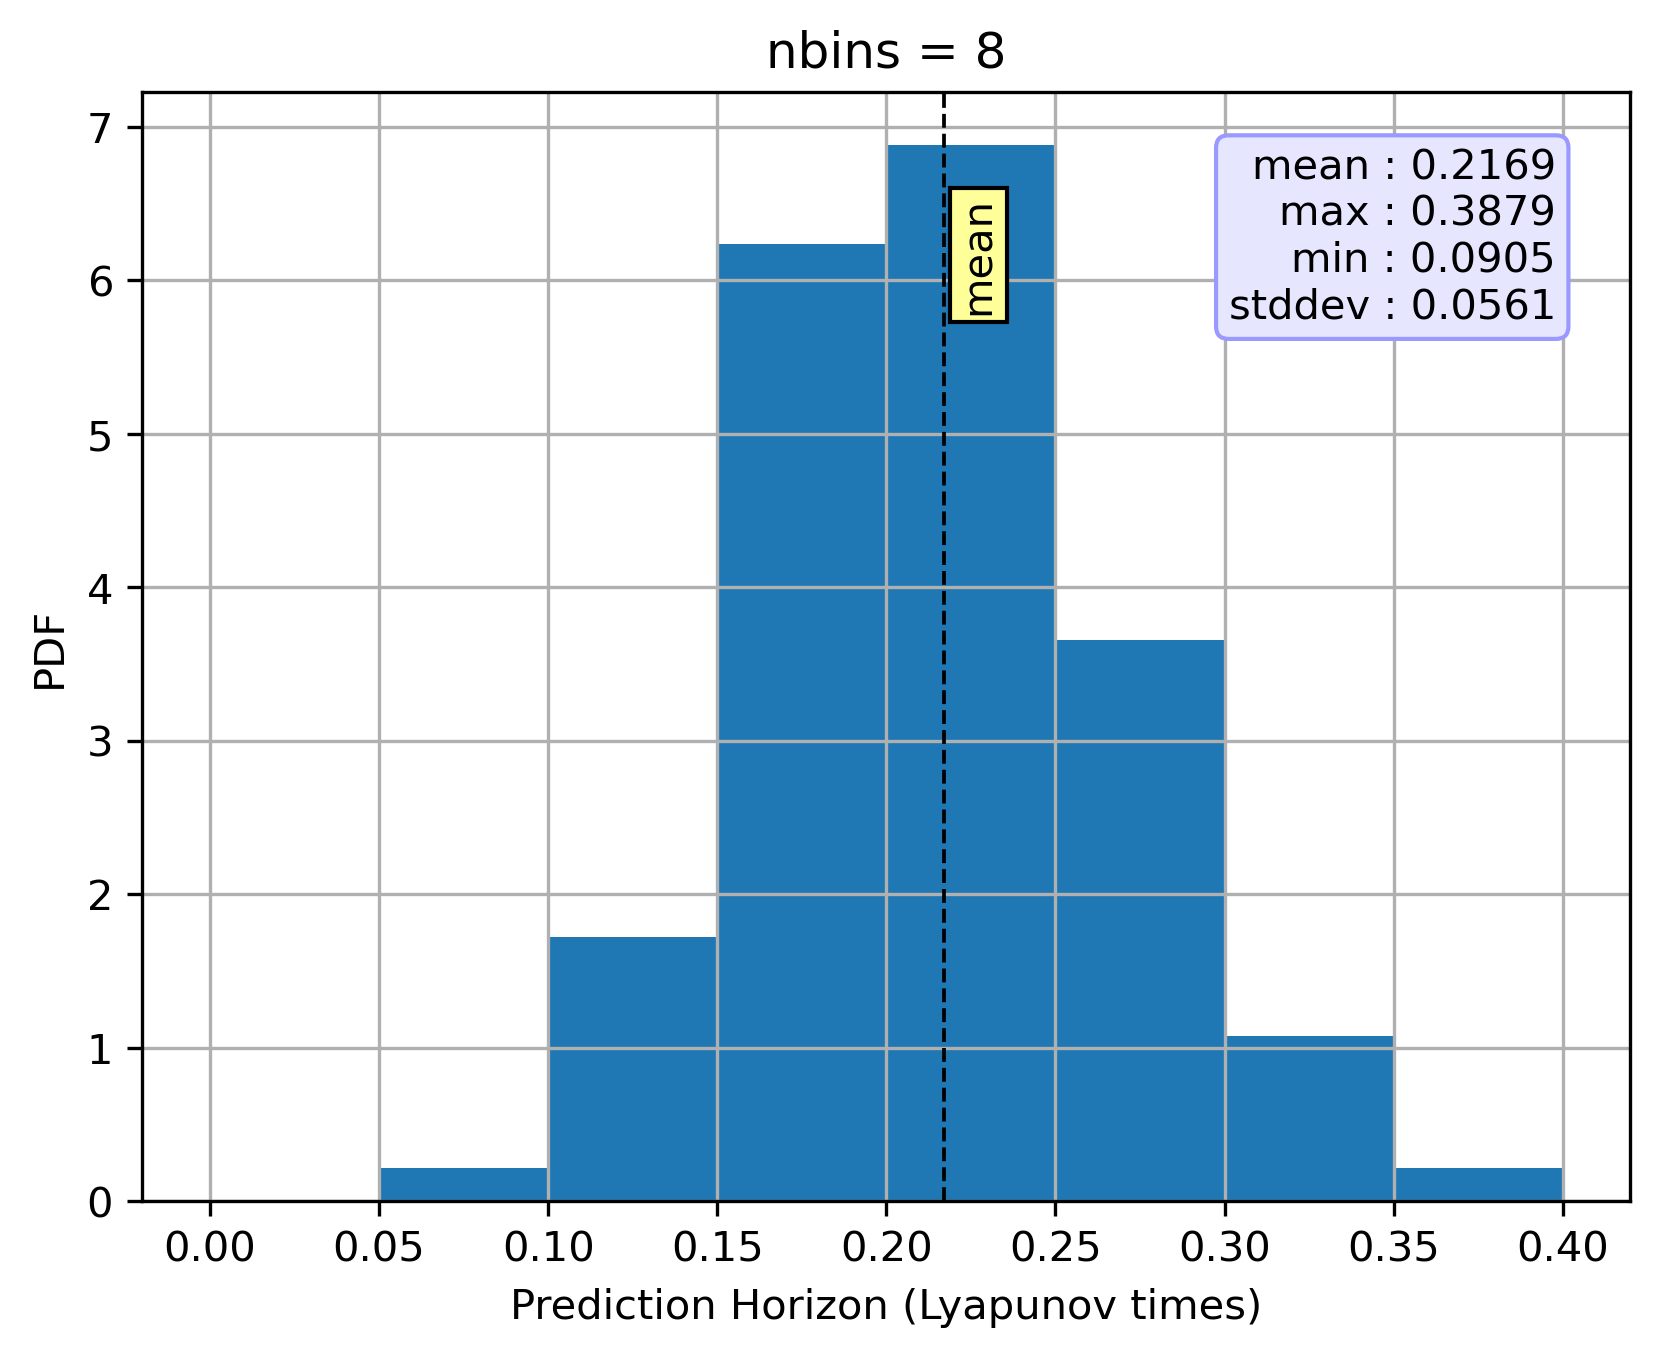 nbins = 8
7
6
5
4
3
2
1
0
PDF
mean
mean : 0.2169
max : 0.3879
min : 0.0905
stddev : 0.0561
0.00 0.05 0.10 0.15 0.20 0.25 0.30 0.35 0.40
Prediction Horizon (Lyapunov times)